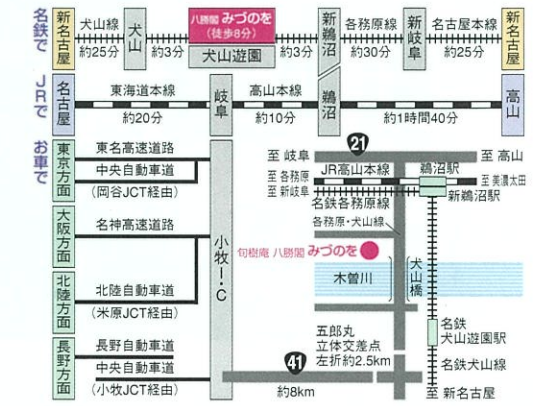 名鉄で
新名古屋
犬山線
約25分
犬山
約3分
八勝閣 みづのを
(徒歩8分)
犬山遊園
約3分
新鵜沼
各務原線
約30分
新岐阜
名古屋本線
約25分
新名古屋
JRで
名古屋
東海道本線
約20分
岐阜
高山本線
約10分
鵜沼
約1時間40分
高山
お車で
東京方面
東名高速道路
中央自動車道
(岡谷JCT経由)
大阪方面
名神高速道路
北陸方面
北陸自動車道
(米原JCT経由)
長野方面
長野自動車道
中央自動車道
(小牧JCT経由)
小牧I・C
41
約8km
五郎丸
立体交差点
左折約2.5km
21
至 岐阜
至 高山
JR高山本線
鵜沼駅
至 各務原
至 新岐阜
至 美濃太田
新鵜沼駅
名鉄各務原線
各務原・犬山線
旬樹庵 八勝閣 みづのを
木曽川
犬山橋
名鉄
犬山遊園駅
名鉄犬山線
至 新名古屋